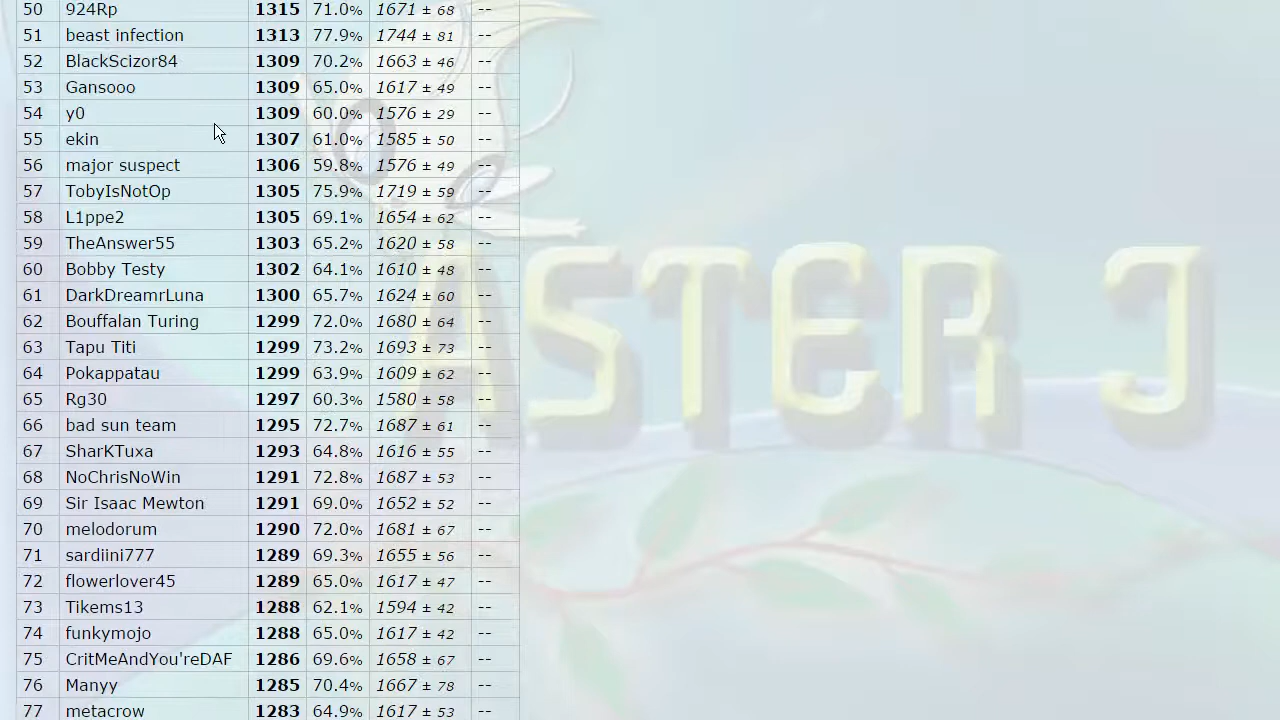 50 924Rp 1315 71.0% 1671 ± 68 --
51 beast infection 1313 77.9% 1744 ± 81 --
52 BlackScizor84 1309 70.2% 1663 ± 46 --
53 Gansooo 1309 65.0% 1617 ± 49 --
54 y0 1309 60.0% 1576 ± 29 --
55 ekin 1307 61.0% 1585 ± 50 --
56 major suspect 1306 59.8% 1576 ± 49 --
57 TobyIsNotOp 1305 75.9% 1719 ± 59 --
58 L1ppe2 1305 69.1% 1654 ± 62 --
59 TheAnswer55 1303 65.2% 1620 ± 58 --
60 Bobby Testy 1302 64.1% 1610 ± 48 --
61 DarkDreamrLuna 1300 65.7% 1624 ± 60 --
62 Bouffalan Turing 1299 72.0% 1680 ± 64 --
63 Tapu Titi 1299 73.2% 1693 ± 73 --
64 Pokappatau 1299 63.9% 1609 ± 62 --
65 Rg30 1297 60.3% 1580 ± 58 --
66 bad sun team 1295 72.7% 1687 ± 61 --
67 SharKTuxa 1293 64.8% 1616 ± 55 --
68 NoChrisNoWin 1291 72.8% 1687 ± 53 --
69 Sir Isaac Mewton 1291 69.0% 1652 ± 52 --
70 melodorum 1290 72.0% 1681 ± 67 --
71 sardiini777 1289 69.3% 1655 ± 56 --
72 flowerlover45 1289 65.0% 1617 ± 47 --
73 Tikems13 1288 62.1% 1594 ± 42 --
74 funkymojo 1288 65.0% 1617 ± 42 --
75 CritMeAndYou'reDAF 1286 69.6% 1658 ± 67 --
76 Manyy 1285 70.4% 1667 ± 78 --
77 metacrow 1283 64.9% 1617 ± 53 --
ASTER J